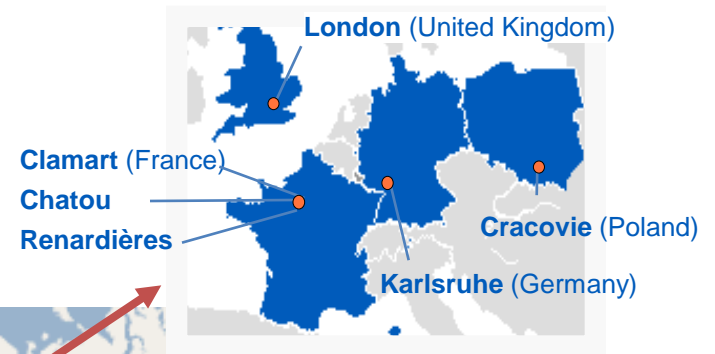 London (United Kingdom)
Clamart (France)
Chatou
Renardières
Cracovie (Poland)
Karlsruhe (Germany)